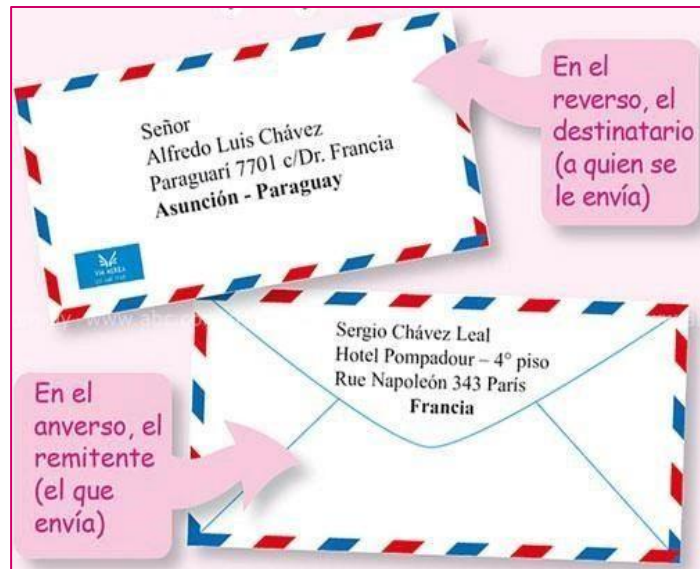 Señor
Alfredo Luis Chávez
Paraguarí 7701 c/Dr. Francia
Asunción - Paraguay
VIA AEREA
En el
reverso, el
destinatario
(a quien se
le envía)
Sergio Chávez Leal
Hotel Pompadour – 4° piso
Rue Napoleón 343 París
Francia
En el
anverso, el
remitente
(el que
envía)